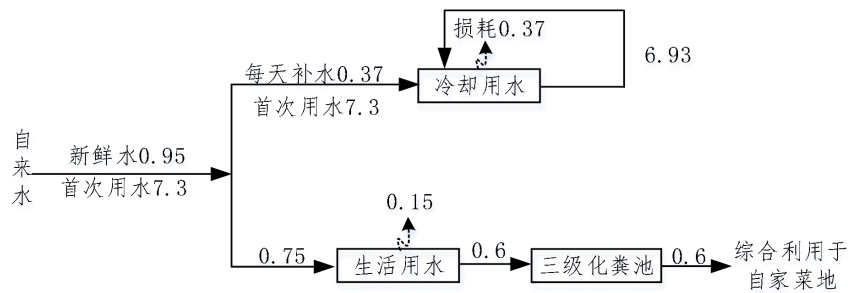 损耗0.37
6.93
每天补水0.37
冷却用水
首次用水7.3
自来水
新鲜水0.95
首次用水7.3
0.15
0.75
生活用水
0.6
三级化粪池
0.6
综合利用于
自家菜地